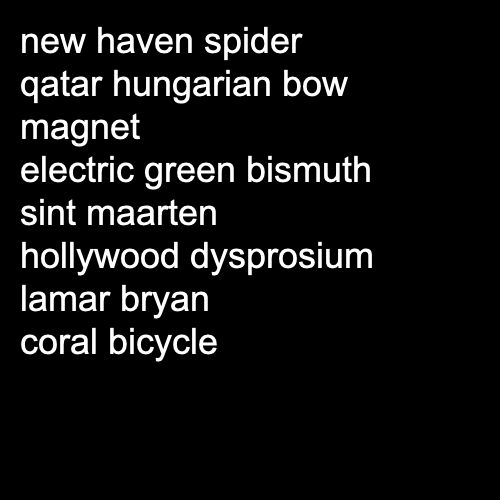 new haven spider
qatar hungarian bow
magnet
electric green bismuth
sint maarten
hollywood dysprosium
lamar bryan
coral bicycle